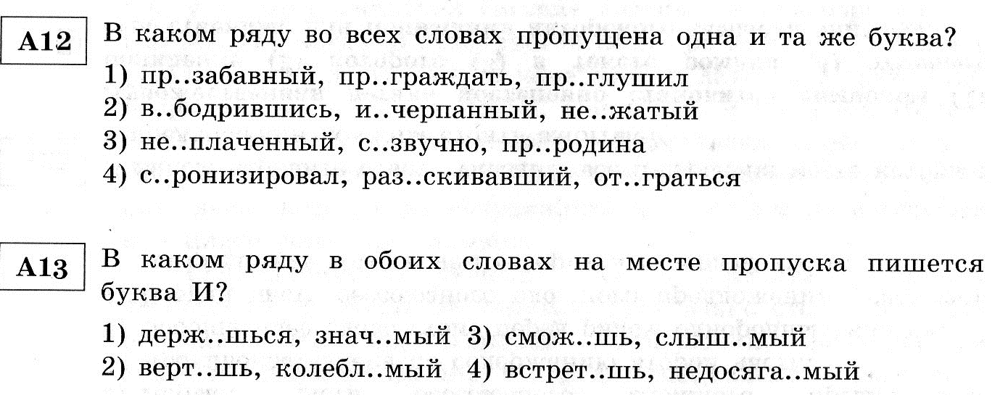 А12 В каком ряду во всех словах пропущена одна и та же буква?
1) пр..забавный, пр..граждать, пр..глушил
2) в..бодрившись, и..черпанный, не..жатый
3) не..плаченный, с..звучно, пр..родина
4) с..ронизировал, раз..скивавший, от..граться
А13 В каком ряду в обоих словах на месте пропуска пишется
буква И?
1) держ..шься, знач..мый 3) смож..шь, слыш..мый
2) верт..шь, колебл..мый 4) встрет..шь, недосяга..мый